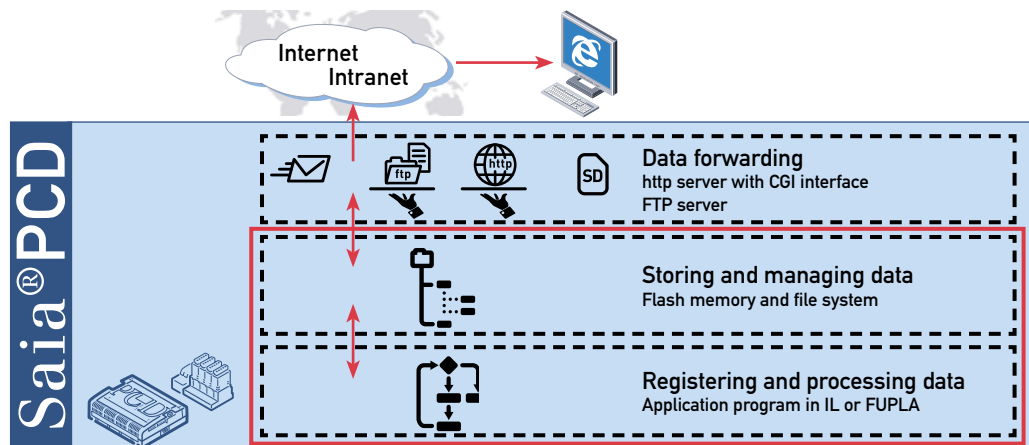 Internet
Intranet
Saia®PCD
ftp
http
SD
Data forwarding
http server with CGI interface
FTP server
Storing and managing data
Flash memory and file system
Registering and processing data
Application program in IL or FUPLA
PCD